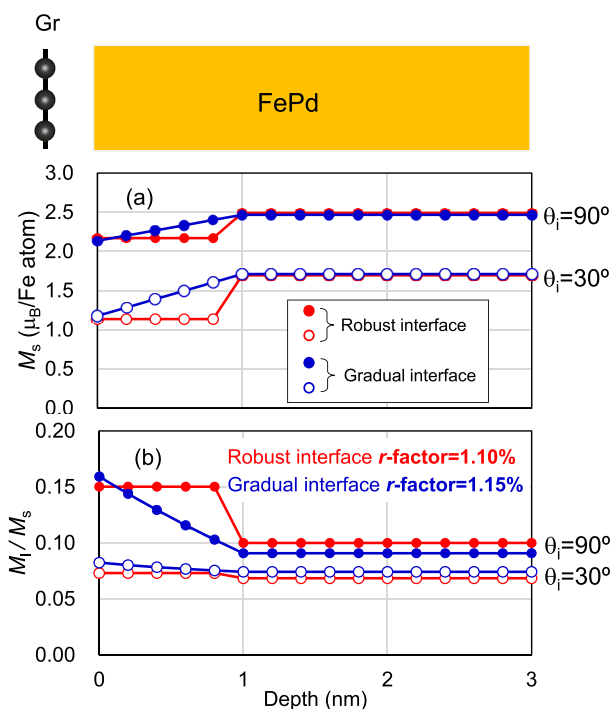 Gr
FePd
3.0
2.5
2.0
1.5
1.0
0.5
0.0
Mₛ (μ_B/Fe atom)
(a)
θᵢ=90º
θᵢ=30º
Robust interface
Gradual interface
0.20
0.15
0.10
0.05
0.00
M_l/Mₛ
(b)
Robust interface r-factor=1.10%
Gradual interface r-factor=1.15%
θᵢ=90º
θᵢ=30º
0 1 2 3
Depth (nm)